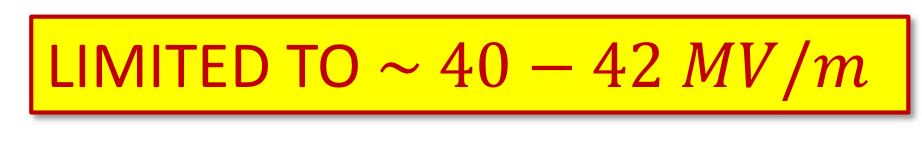 LIMITED TO ~ 40 − 42 MV/m